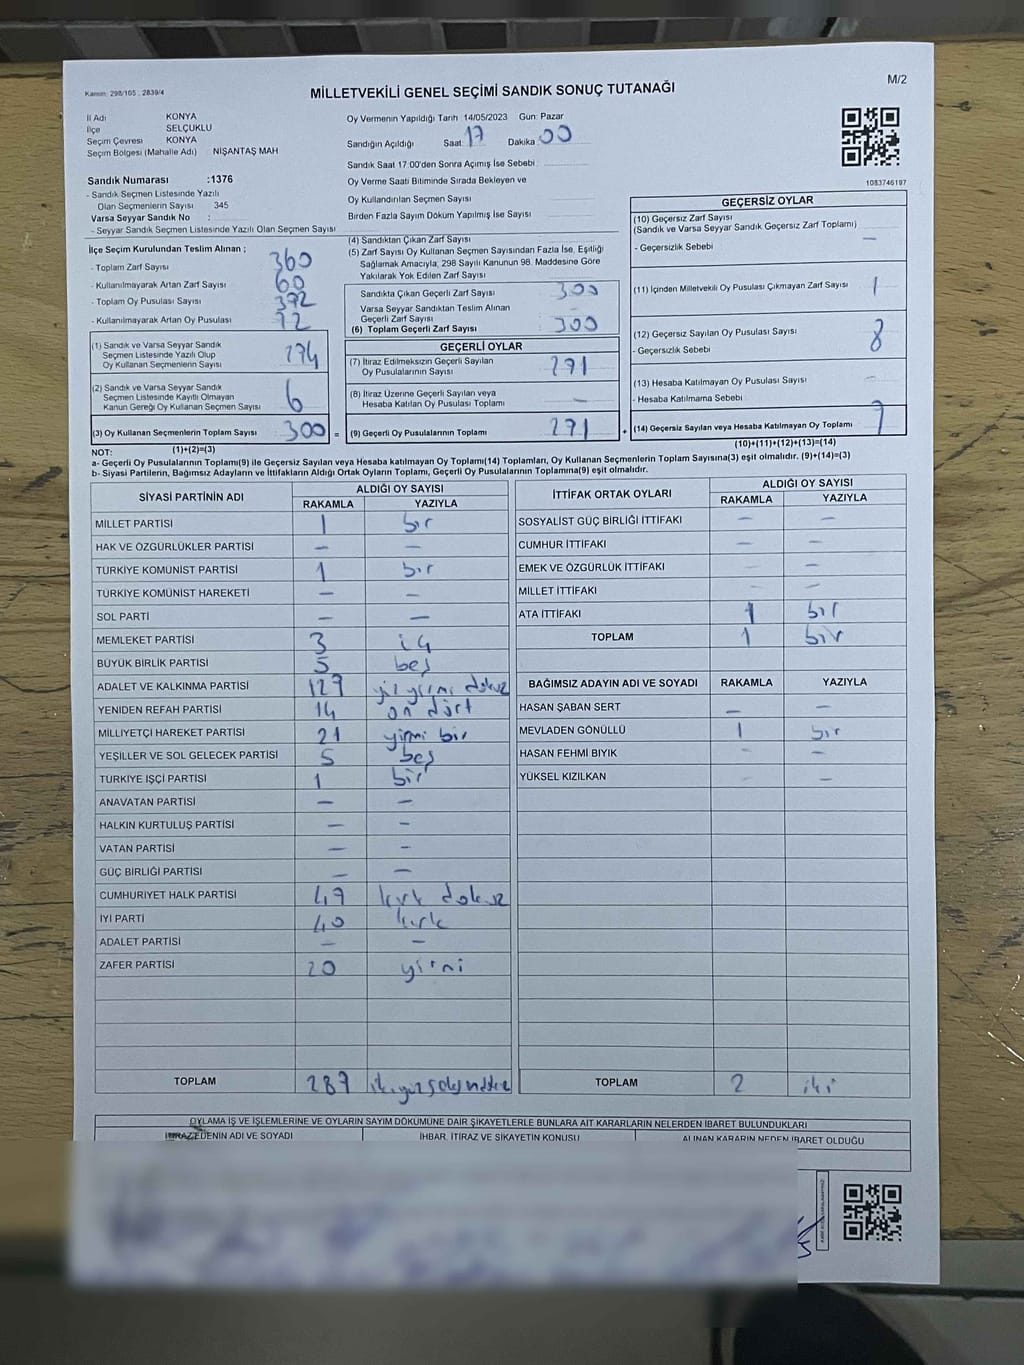 Kanun: 298/105 : 2839/4
MİLLETVEKİLİ GENEL SEÇİMİ SANDIK SONUÇ TUTANAĞI
M/2
İl Adı KONYA
İlçe SELÇUKLU
Seçim Çevresi KONYA
Seçim Bölgesi (Mahalle Adı) NİŞANTAŞ MAH
Sandık Numarası :1376
- Sandık Seçmen Listesinde Yazılı
Olan Seçmenlerin Sayısı 345
Varsa Seyyar Sandık No :
- Seyyar Sandık Seçmen Listesinde Yazılı Olan Seçmen Sayısı
İlçe Seçim Kurulundan Teslim Alınan ;
- Toplam Zarf Sayısı 360
- Kullanılmayarak Artan Zarf Sayısı 60
- Toplam Oy Pusulası Sayısı 372
- Kullanılmayarak Artan Oy Pusulası 72
(1) Sandık ve Varsa Seyyar Sandık
Seçmen Listesinde Yazılı Olup
Oy Kullanan Seçmenlerin Sayısı 294
(2) Sandık ve Varsa Seyyar Sandık
Seçmen Listesinde Kayıtlı Olmayan
Kanun Gereği Oy Kullanan Seçmen Sayısı 6
(3) Oy Kullanan Seçmenlerin Toplam Sayısı 300 =
Oy Vermenin Yapıldığı Tarih 14/05/2023 Gün: Pazar
Sandığın Açıldığı Saat: 17 Dakika 00
Sandık Saat 17:00'den Sonra Açımış İse Sebebi
Oy Verme Saati Bitiminde Sırada Bekleyen ve
Oy Kullandırılan Seçmen Sayısı
Birden Fazla Sayım Döküm Yapılmış İse Sayısı
(4) Sandıktan Çıkan Zarf Sayısı
(5) Zarf Sayısı Oy Kullanan Seçmen Sayısından Fazla İse, Eşitliği
Sağlamak Amacıyla, 298 Sayılı Kanunun 98. Maddesine Göre
Yakılarak Yok Edilen Zarf Sayısı
Sandıkta Çıkan Geçerli Zarf Sayısı 300
Varsa Seyyar Sandıktan Teslim Alınan
Geçerli Zarf Sayısı —
(6) Toplam Geçerli Zarf Sayısı 300
GEÇERLİ OYLAR
(7) İtiraz Edilmeksizin Geçerli Sayılan
Oy Pusulalarının Sayısı 291
(8) İtiraz Üzerine Geçerli Sayılan veya
Hesaba Katılan Oy Pusulası Toplamı —
(9) Geçerli Oy Pusulalarının Toplamı 291 +
1083746197
GEÇERSİZ OYLAR
(10) Geçersiz Zarf Sayısı
(Sandık ve Varsa Seyyar Sandık Geçersiz Zarf Toplamı) —
- Geçersizlik Sebebi
(11) İçinden Milletvekili Oy Pusulası Çıkmayan Zarf Sayısı 1
(12) Geçersiz Sayılan Oy Pusulası Sayısı 8
- Geçersizlik Sebebi
(13) Hesaba Katılmayan Oy Pusulası Sayısı —
- Hesaba Katılmama Sebebi
(14) Geçersiz Sayılan veya Hesaba Katılmayan Oy Toplamı 9
NOT: (1)+(2)=(3) (10)+(11)+(12)+(13)=(14)
a- Geçerli Oy Pusulalarının Toplamı(9) ile Geçersiz Sayılan veya Hesaba katılmayan Oy Toplamı(14) Toplamları, Oy Kullanan Seçmenlerin Toplam Sayısına(3) eşit olmalıdır. (9)+(14)=(3)
b- Siyasi Partilerin, Bağımsız Adayların ve İttifakların Aldığı Ortak Oyların Toplamı, Geçerli Oy Pusulalarının Toplamına(9) eşit olmalıdır.
SİYASİ PARTİNİN ADI ALDIĞI OY SAYISI
RAKAMLA YAZIYLA
MİLLET PARTİSİ 1 bir
HAK VE ÖZGÜRLÜKLER PARTİSİ — —
TÜRKİYE KOMÜNİST PARTİSİ 1 bir
TÜRKİYE KOMÜNİST HAREKETİ — —
SOL PARTİ — —
MEMLEKET PARTİSİ 3 üç
BÜYÜK BİRLİK PARTİSİ 5 beş
ADALET VE KALKINMA PARTİSİ 129 yüz yirmi dokuz
YENİDEN REFAH PARTİSİ 14 on dört
MİLLİYETÇİ HAREKET PARTİSİ 21 yirmi bir
YEŞİLLER VE SOL GELECEK PARTİSİ 5 beş
TÜRKİYE İŞÇİ PARTİSİ 1 bir
ANAVATAN PARTİSİ — —
HALKIN KURTULUŞ PARTİSİ — —
VATAN PARTİSİ — —
GÜÇ BİRLİĞİ PARTİSİ — —
CUMHURİYET HALK PARTİSİ 49 kırk dokuz
İYİ PARTİ 40 kırk
ADALET PARTİSİ — —
ZAFER PARTİSİ 20 yirmi
TOPLAM 289
İTTİFAK ORTAK OYLARI ALDIĞI OY SAYISI
RAKAMLA YAZIYLA
SOSYALİST GÜÇ BİRLİĞİ İTTİFAKI — —
CUMHUR İTTİFAKI — —
EMEK VE ÖZGÜRLÜK İTTİFAKI — —
MİLLET İTTİFAKI — —
ATA İTTİFAKI 1 bir
TOPLAM 1 bir
BAĞIMSIZ ADAYIN ADI VE SOYADI RAKAMLA YAZIYLA
HASAN ŞABAN SERT — —
MEVLADEN GÖNÜLLÜ 1 bir
HASAN FEHMİ BIYIK — —
YÜKSEL KIZILKAN — —
TOPLAM 2 iki
OYLAMA İŞ VE İŞLEMLERİNE VE OYLARIN SAYIM DÖKÜMÜNE DAİR ŞİKAYETLERLE BUNLARA AİT KARARLARIN NELERDEN İBARET BULUNDUKLARI
İTİRAZ EDENİN ADI VE SOYADI İHBAR, İTİRAZ VE ŞİKAYETİN KONUSU ALINAN KARARIN NEDEN İBARET OLDUĞU